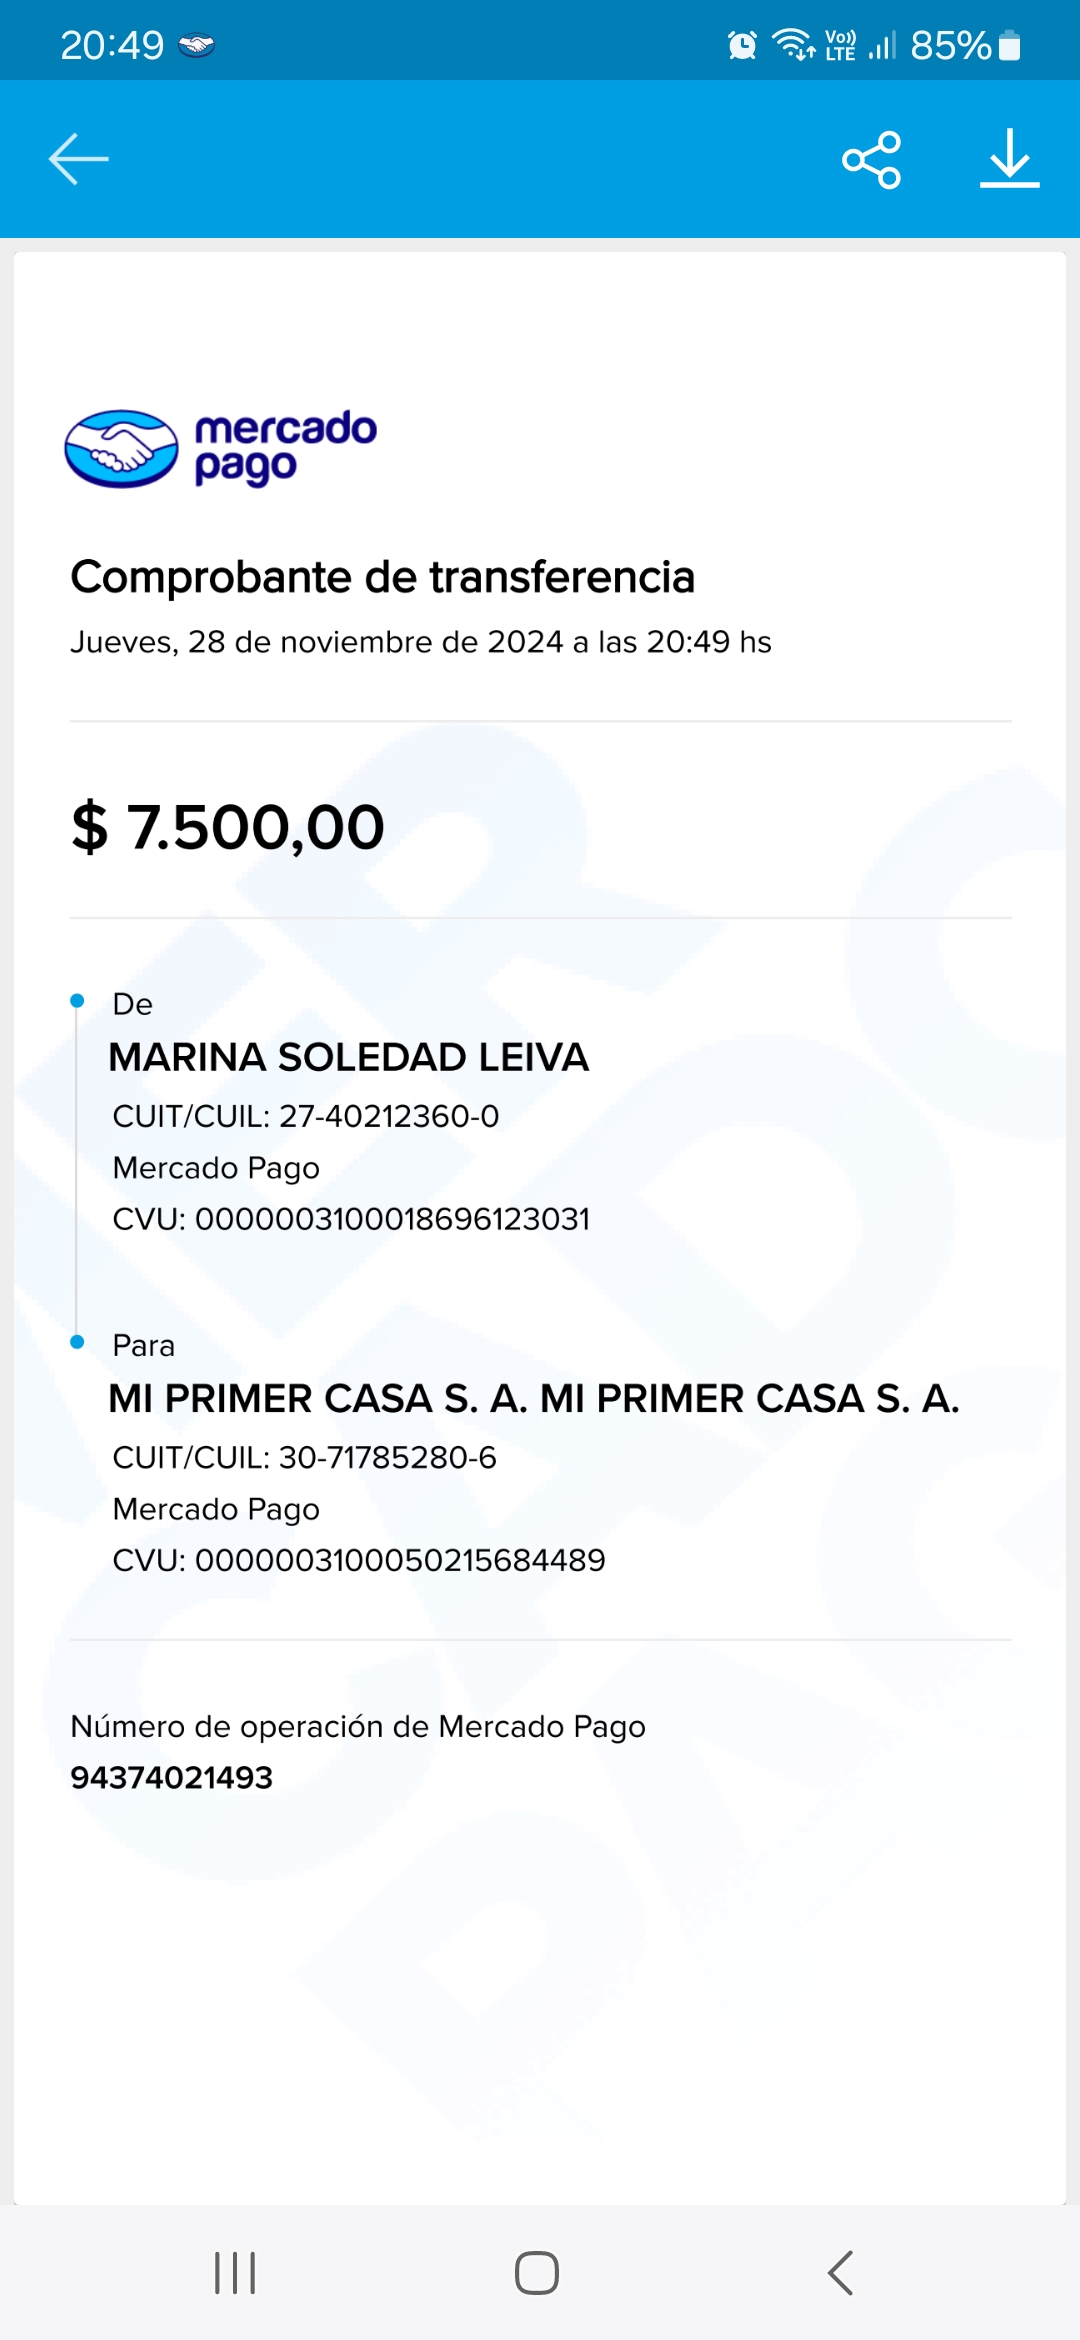 20:49 Vo)) LTE 85%
mercado
pago
Comprobante de transferencia
Jueves, 28 de noviembre de 2024 a las 20:49 hs
$ 7.500,00
De
MARINA SOLEDAD LEIVA
CUIT/CUIL: 27-40212360-0
Mercado Pago
CVU: 0000003100018696123031
Para
MI PRIMER CASA S. A. MI PRIMER CASA S. A.
CUIT/CUIL: 30-71785280-6
Mercado Pago
CVU: 0000003100050215684489
Número de operación de Mercado Pago
94374021493